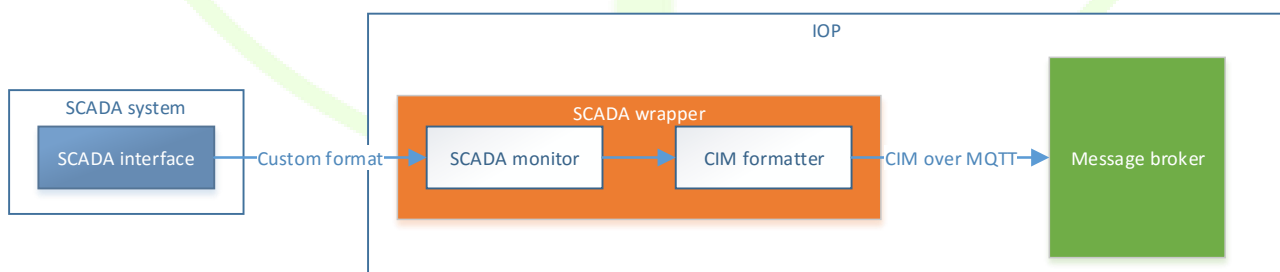 IOP
SCADA system
SCADA interface
Custom format
SCADA wrapper
SCADA monitor
CIM formatter
CIM over MQTT
Message broker